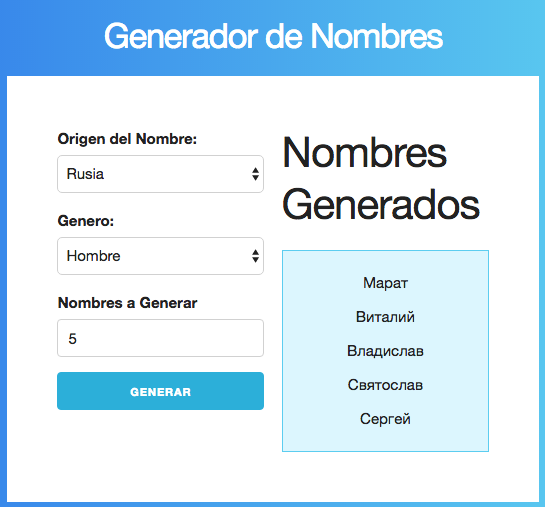 Generador de Nombres
Origen del Nombre:
Rusia
Genero:
Hombre
Nombres a Generar
5
GENERAR
Nombres
Generados
Марат
Виталий
Владислав
Святослав
Сергей